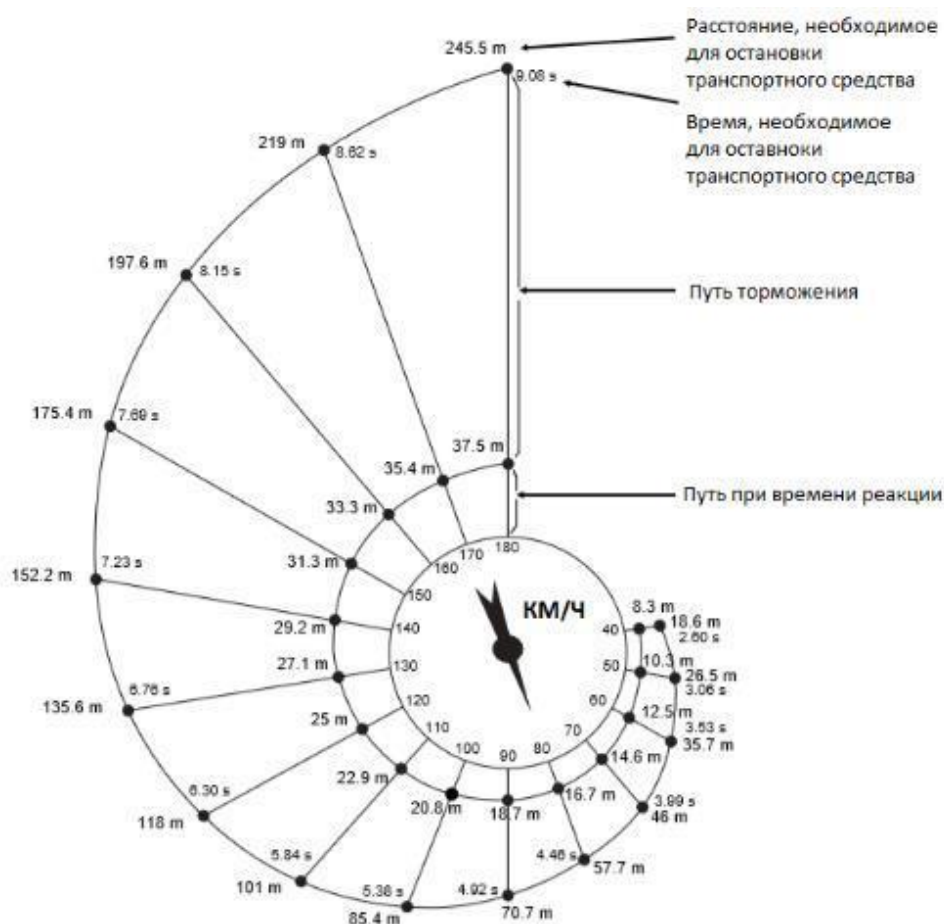 Расстояние, необходимое
для остановки
транспортного средства
245.5 m
9.08 s
Время, необходимое
для оставноки
транспортного средства
219 m
8.62 s
197.6 m
8.15 s
Путь торможения
175.4 m
7.69 s
37.5 m
35.4 m
Путь при времени реакции
33.3 m
180
170
160
31.3 m
150
152.2 m
7.23 s
КМ/Ч
29.2 m
140
40
8.3 m
18.6 m
2.60 s
27.1 m
130
50
10.3 m
26.5 m
3.06 s
135.6 m
6.76 s
25 m
120
60
12.5 m
3.53 s
35.7 m
110
100
90
80
70
22.9 m
14.6 m
118 m
6.30 s
20.8 m
18.7 m
16.7 m
3.99 s
46 m
101 m
5.84 s
5.38 s
4.92 s
4.46 s
57.7 m
85.4 m
70.7 m